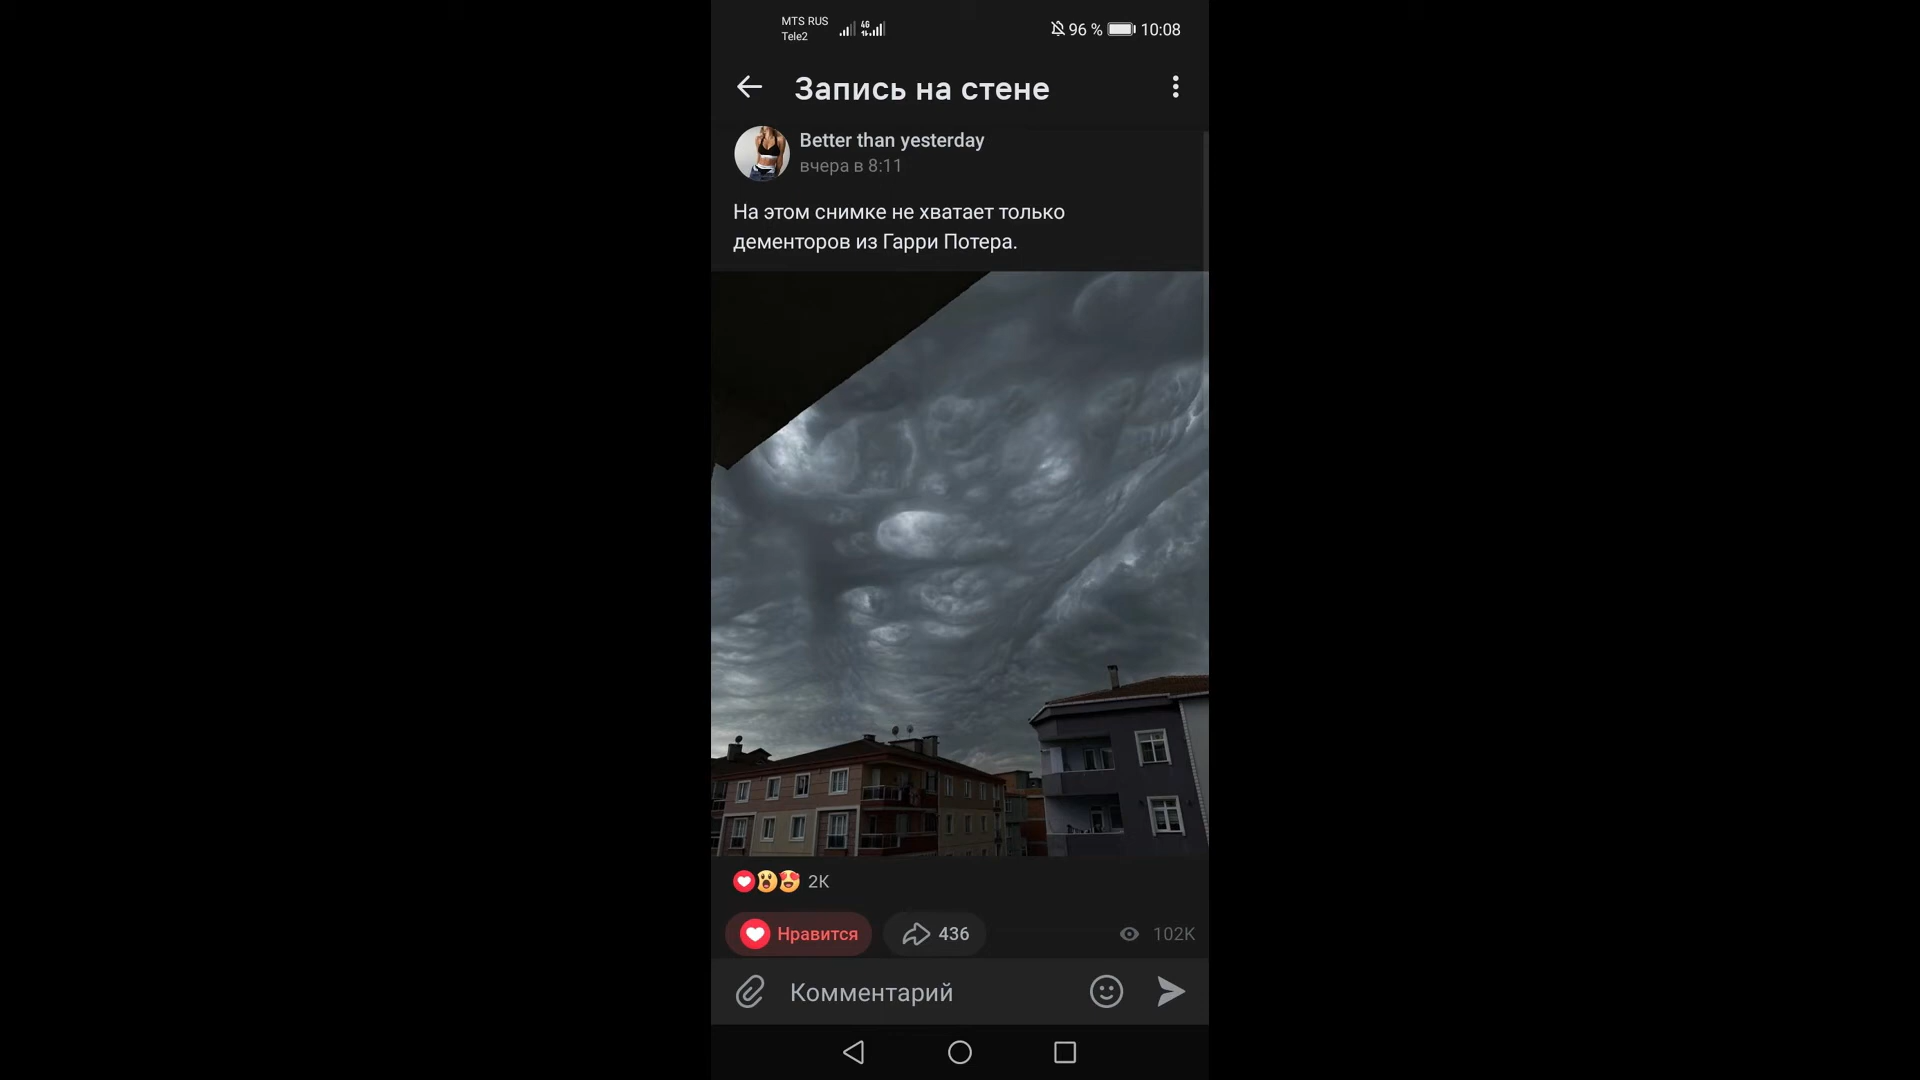 MTS RUS
Tele2
4G
96 %
10:08
Запись на стене
Better than yesterday
вчера в 8:11
На этом снимке не хватает только
дементоров из Гарри Потера.
2K
Нравится
436
102K
Комментарий